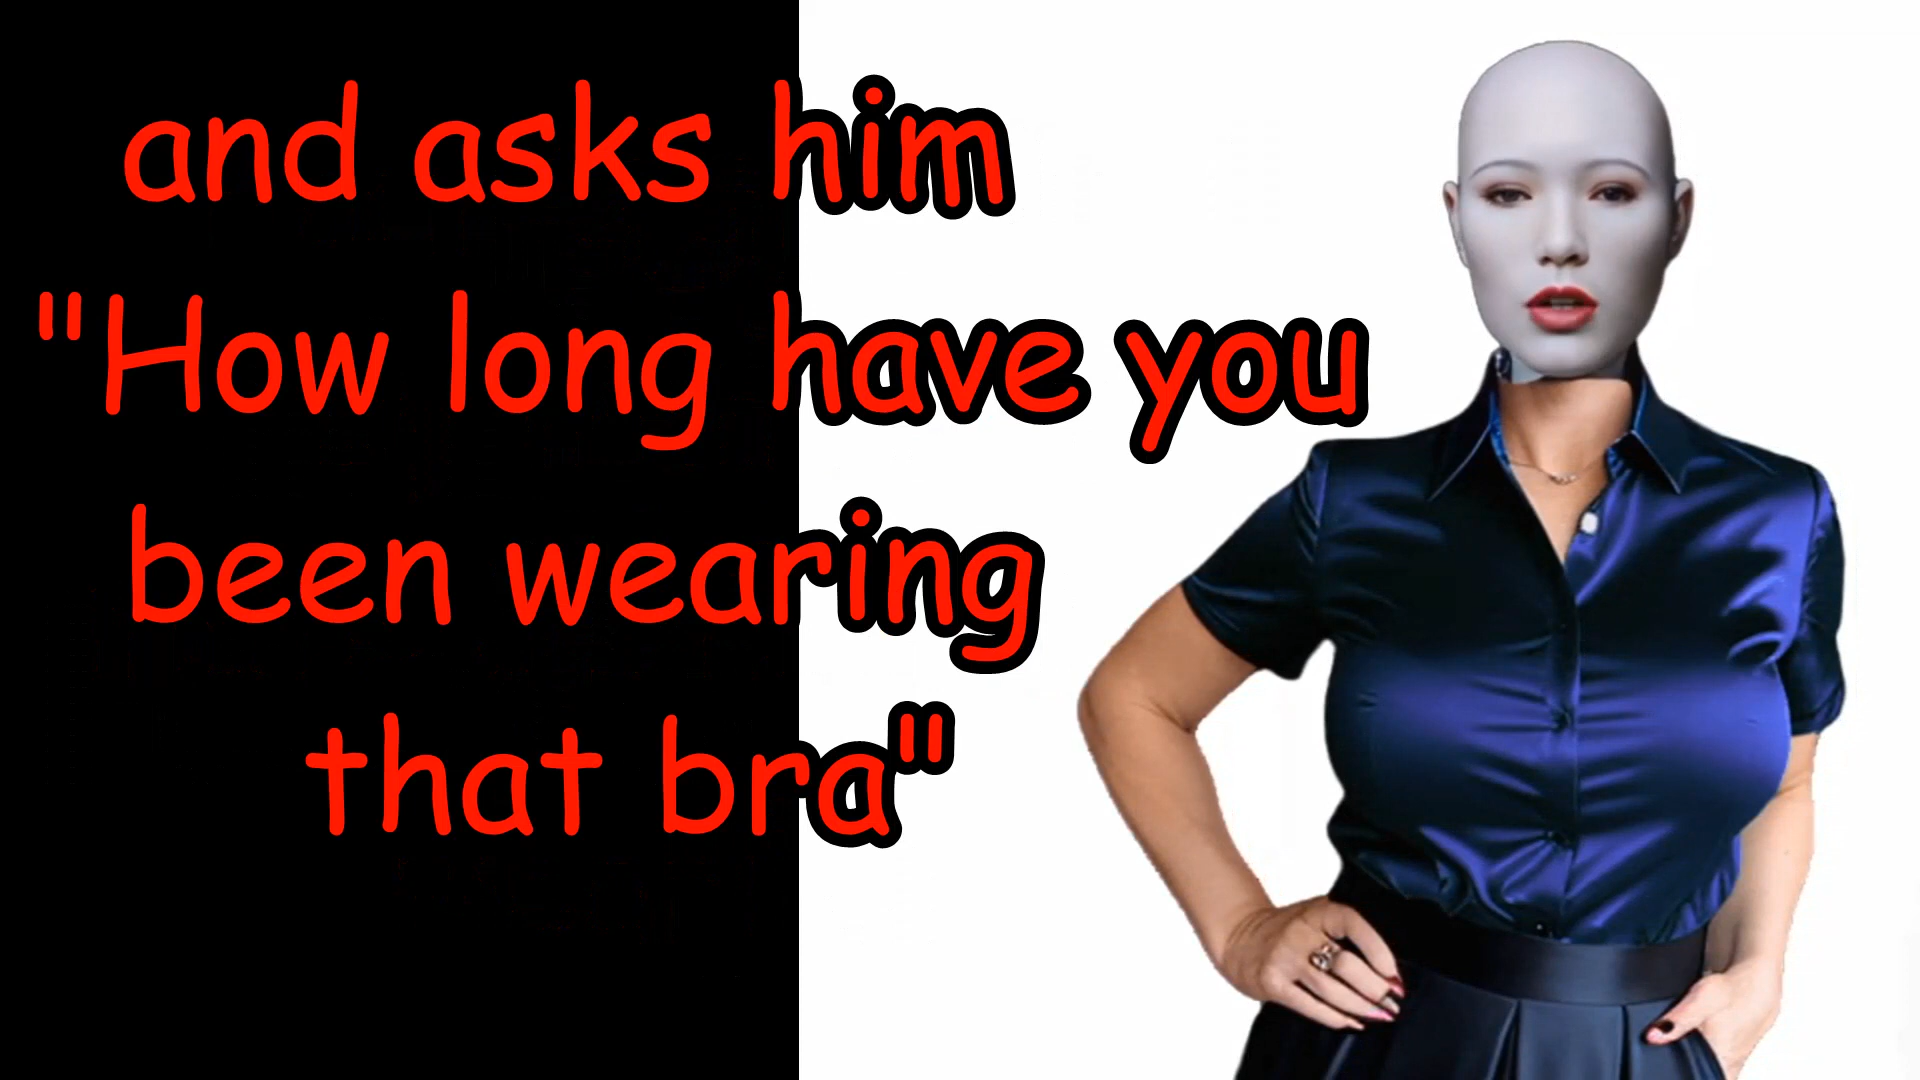 and asks him
"How long have you
been wearing
that bra"